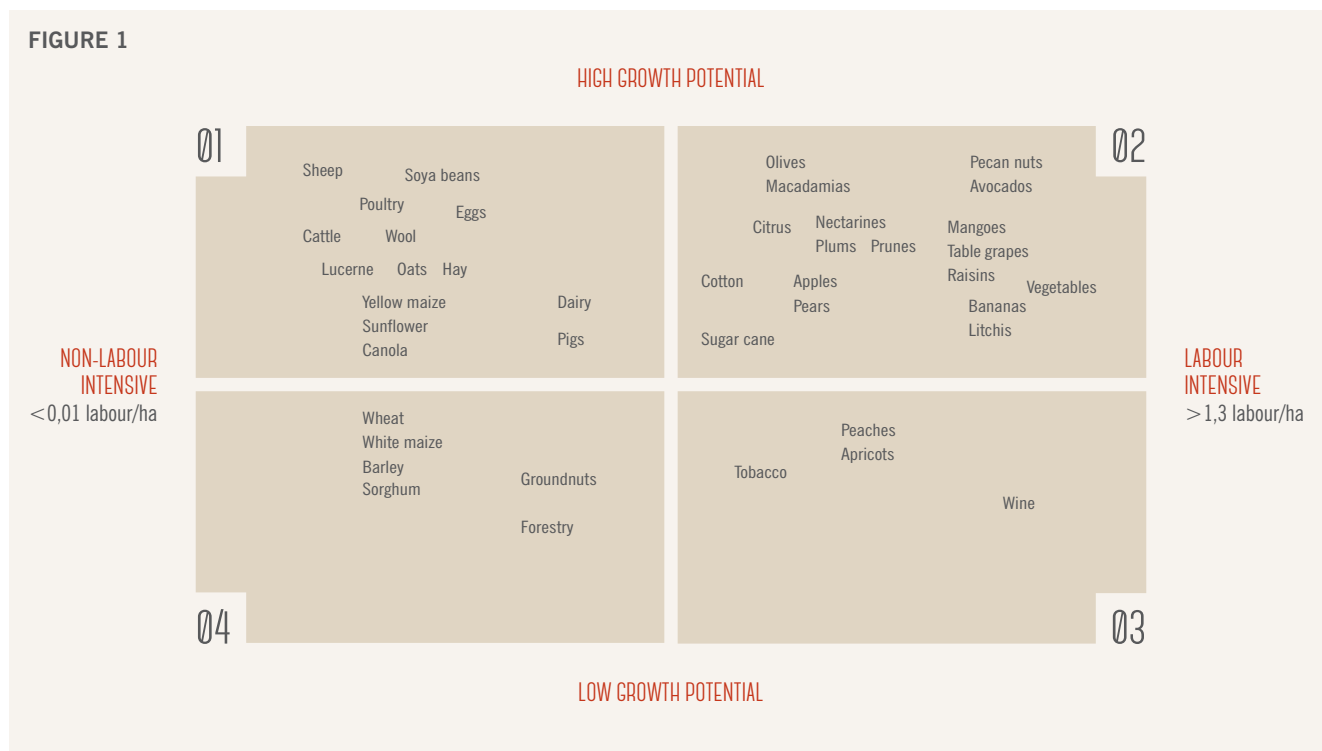 FIGURE 1
HIGH GROWTH POTENTIAL
01
Sheep
Soya beans
Poultry
Eggs
Cattle
Wool
Lucerne
Oats
Hay
Yellow maize
Sunflower
Canola
Dairy
Pigs
02
Olives
Macadamias
Pecan nuts
Avocados
Citrus
Nectarines
Plums
Prunes
Mangoes
Table grapes
Raisins
Vegetables
Cotton
Apples
Pears
Bananas
Litchis
Sugar cane
NON-LABOUR
INTENSIVE
<0,01 labour/ha
LABOUR
INTENSIVE
>1,3 labour/ha
Wheat
White maize
Barley
Sorghum
Groundnuts
Forestry
04
Peaches
Apricots
Tobacco
Wine
03
LOW GROWTH POTENTIAL